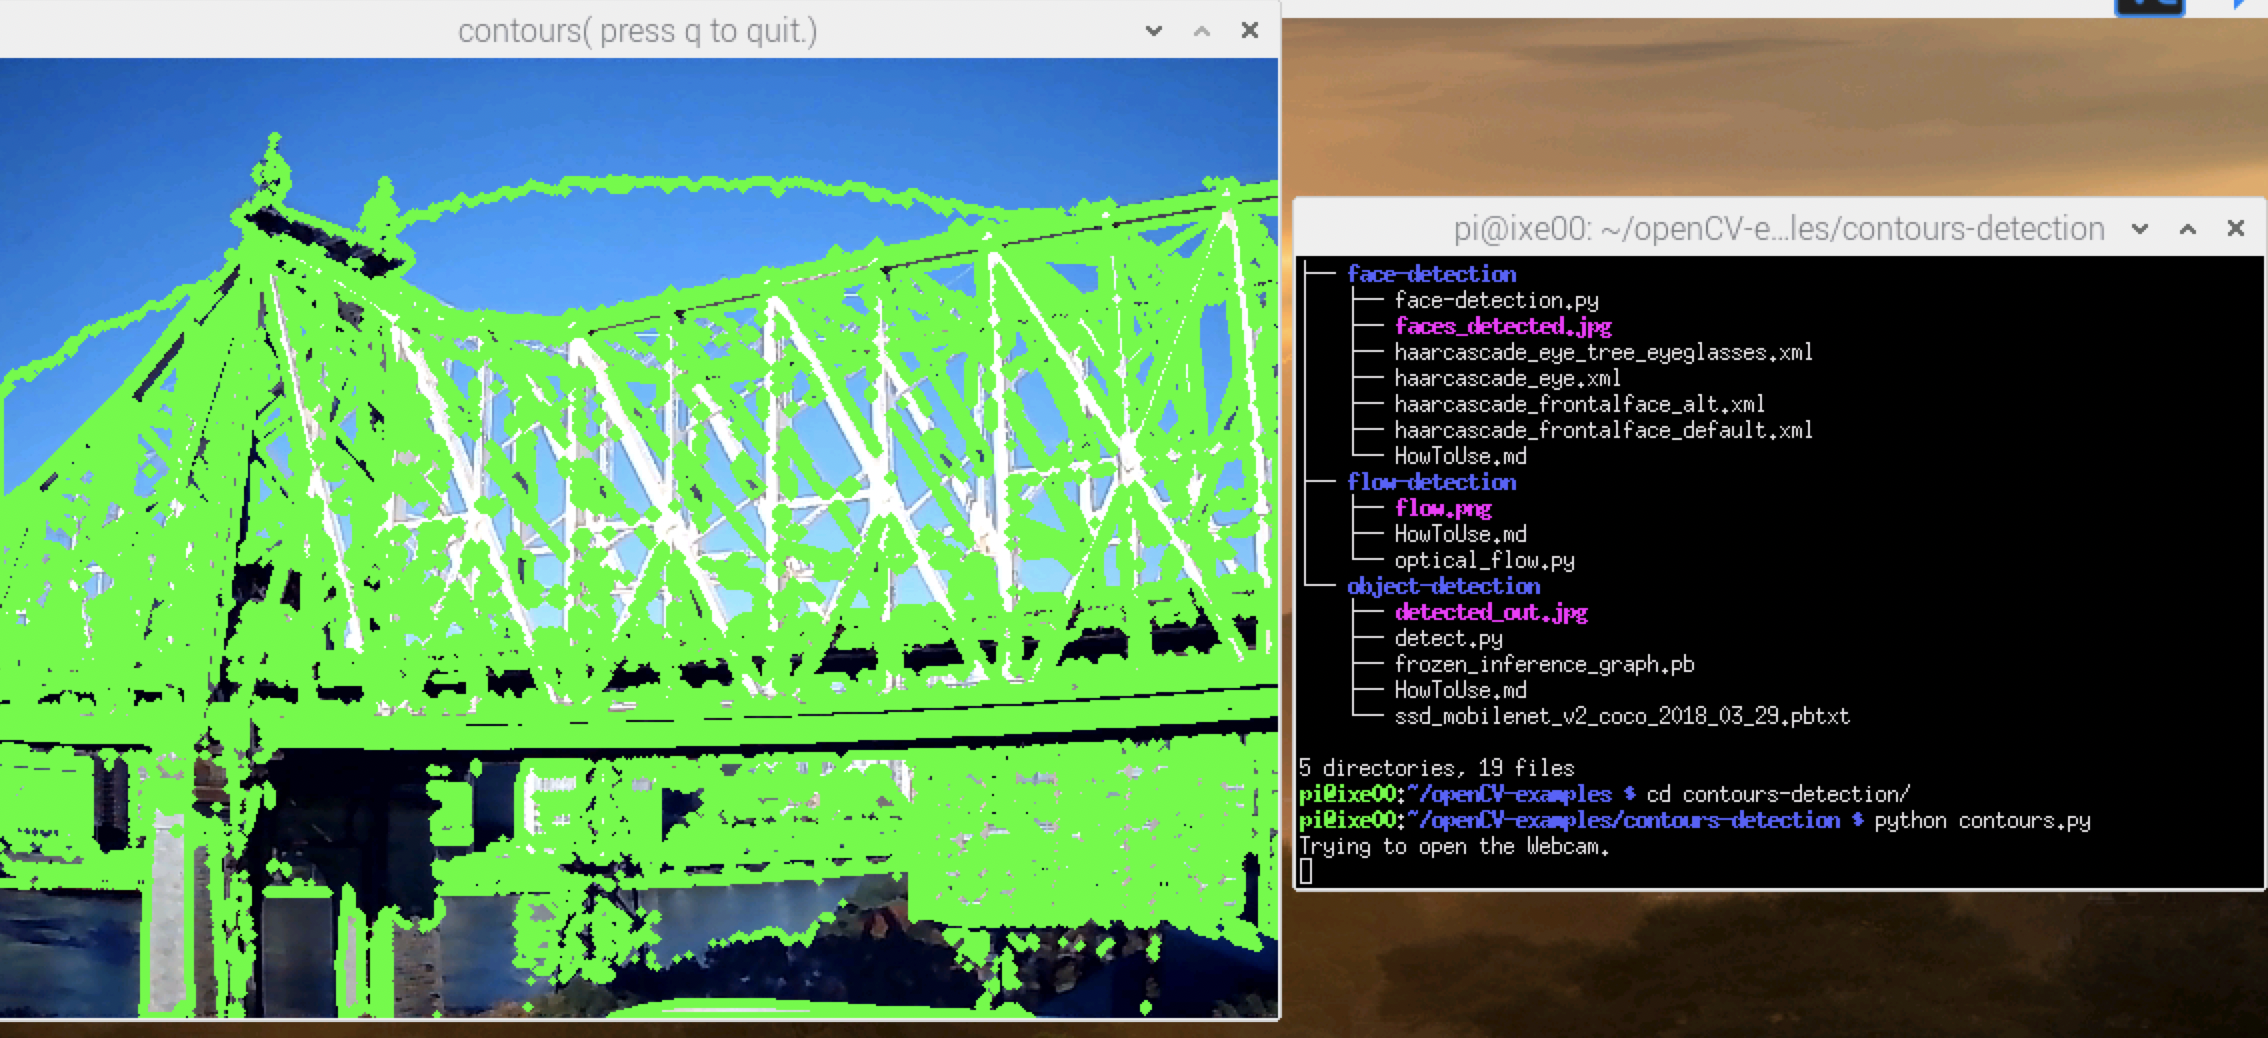 contours( press q to quit.)
pi@ixe00: ~/openCV-e...les/contours-detection
├── face-detection
│   ├── face-detection.py
│   ├── faces_detected.jpg
│   ├── haarcascade_eye_tree_eyeglasses.xml
│   ├── haarcascade_eye.xml
│   ├── haarcascade_frontalface_alt.xml
│   ├── haarcascade_frontalface_default.xml
│   └── HowToUse.md
├── flow-detection
│   ├── flow.png
│   ├── HowToUse.md
│   └── optical_flow.py
└── object-detection
    ├── detected_out.jpg
    ├── detect.py
    ├── frozen_inference_graph.pb
    ├── HowToUse.md
    └── ssd_mobilenet_v2_coco_2018_03_29.pbtxt
5 directories, 19 files
pi@ixe00:~/openCV-examples $ cd contours-detection/
pi@ixe00:~/openCV-examples/contours-detection $ python contours.py
Trying to open the Webcam.